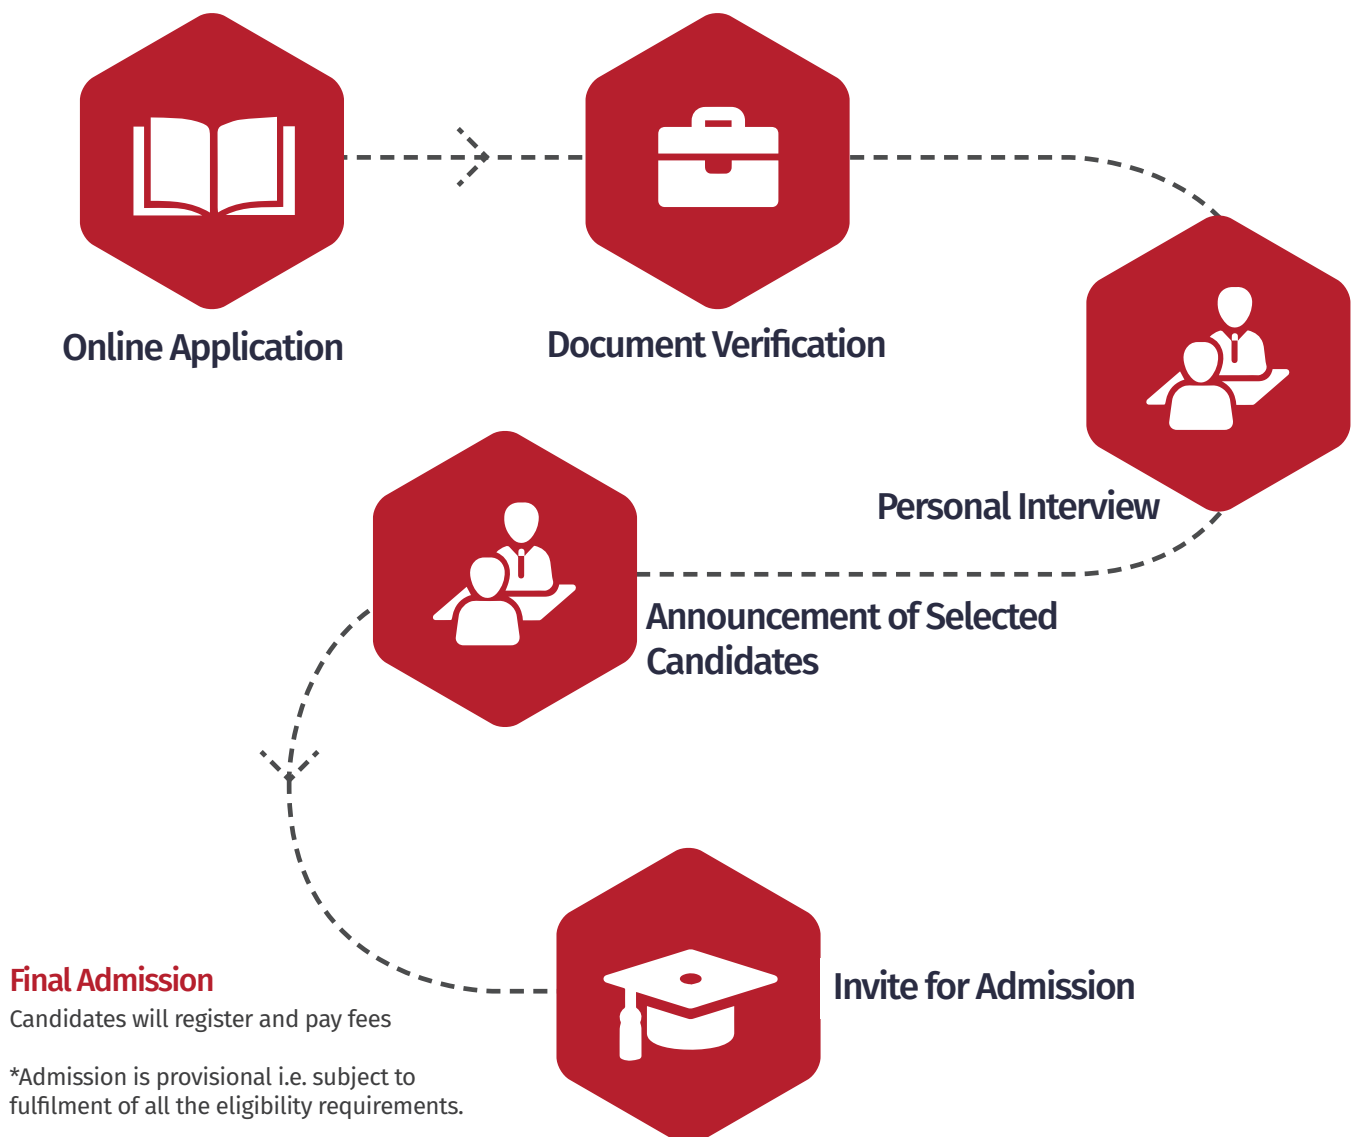 Online Application
Document Verification
Personal Interview
Announcement of Selected
Candidates
Invite for Admission
Final Admission
Candidates will register and pay fees
*Admission is provisional i.e. subject to
fulfilment of all the eligibility requirements.